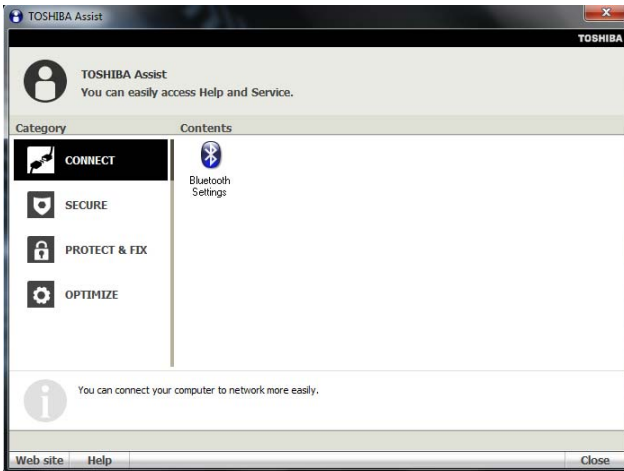 TOSHIBA Assist
TOSHIBA
TOSHIBA Assist
You can easily access Help and Service.
Category
Contents
CONNECT
SECURE
PROTECT & FIX
OPTIMIZE
Bluetooth
Settings
You can connect your computer to network more easily.
Web site
Help
Close